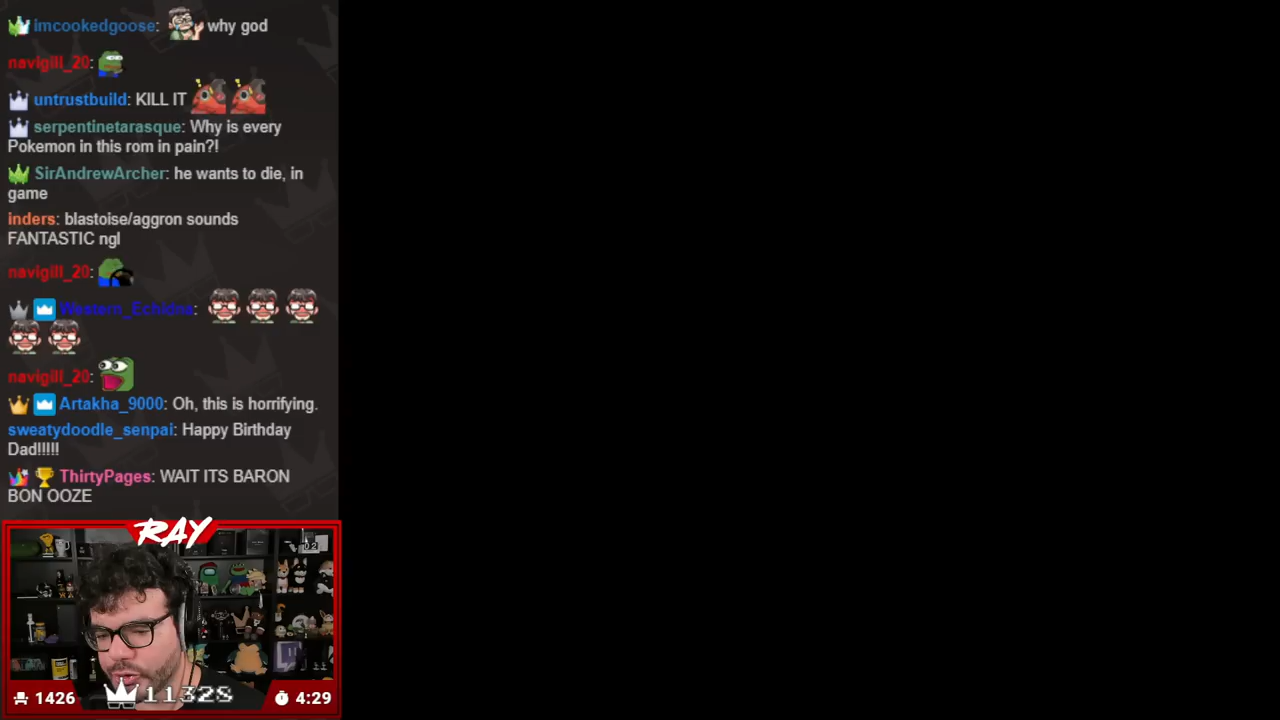 imcookedgoose: why god
navigill_20:
untrustbuild: KILL IT
serpentinetarasque: Why is every
Pokemon in this rom in pain?!
SirAndrewArcher: he wants to die, in
game
inders: blastoise/aggron sounds
FANTASTIC ngl
navigill_20:
Western_Echidna:
navigill_20:
Artakha_9000: Oh, this is horrifying.
sweatydoodle_senpai: Happy Birthday
Dad!!!!!
ThirtyPages: WAIT ITS BARON
BON OOZE
RAY
1426
11328
4:29